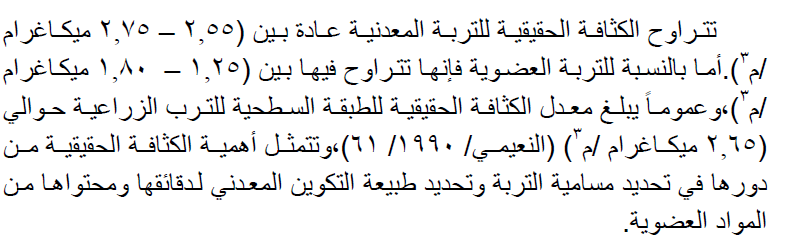 تتراوح الكثافة الحقيقية للتربة المعدنية عادة بين (٢,٥٥ – ٢,٧٥ ميكاغرام
/م٣).أما بالنسبة للتربة العضوية فإنها تتراوح فيها بين (١,٢٥ – ١,٨٠ ميكاغرام
/م٣)،وعموماً يبلغ معدل الكثافة الحقيقية للطبقة السطحية للترب الزراعية حوالي
(٢,٦٥ ميكاغرام /م٣) (النعيمي/ ١٩٩٠/ ٦١)،وتتمثل أهمية الكثافة الحقيقية من
دورها في تحديد مسامية التربة وتحديد طبيعة التكوين المعدني لدقائقها ومحتواها من
المواد العضوية.